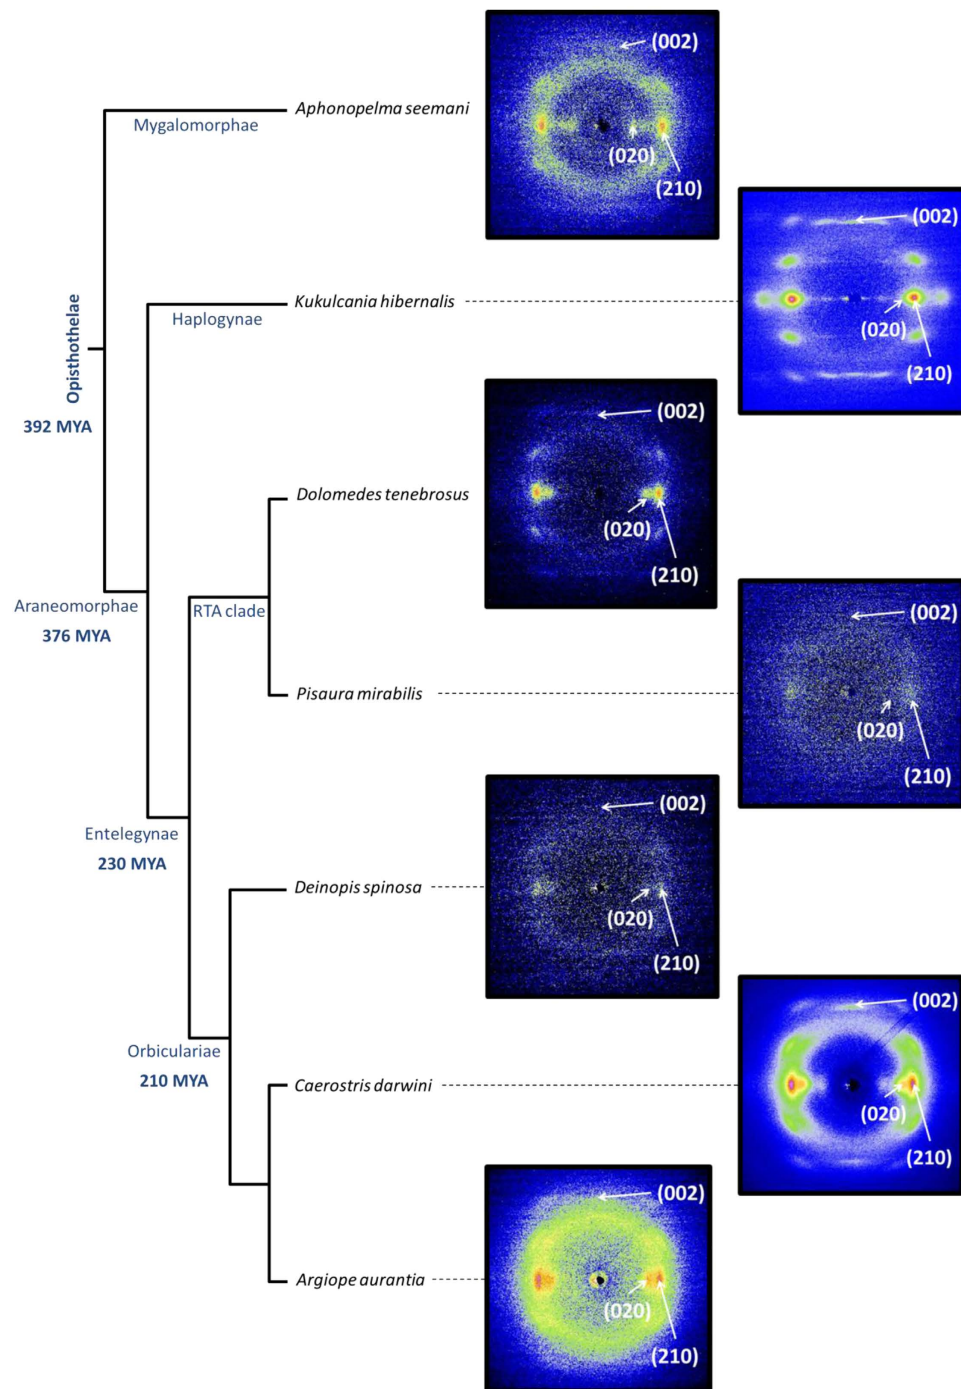 (002)
Aphonopelma seemani
Mygalomorphae
(020)
(210)
(002)
Kukulcania hibernalis
Haplogynae
(020)
(210)
Opisthothelae
392 MYA
(002)
Dolomedes tenebrosus
(020)
(210)
Araneomorphae
376 MYA
RTA clade
(002)
Pisaura mirabilis
(020)
(210)
Entelegynae
230 MYA
(002)
Deinopis spinosa
(020)
(210)
Orbiculariae
210 MYA
(002)
Caerostris darwini
(020)
(210)
(002)
Argiope aurantia
(020)
(210)